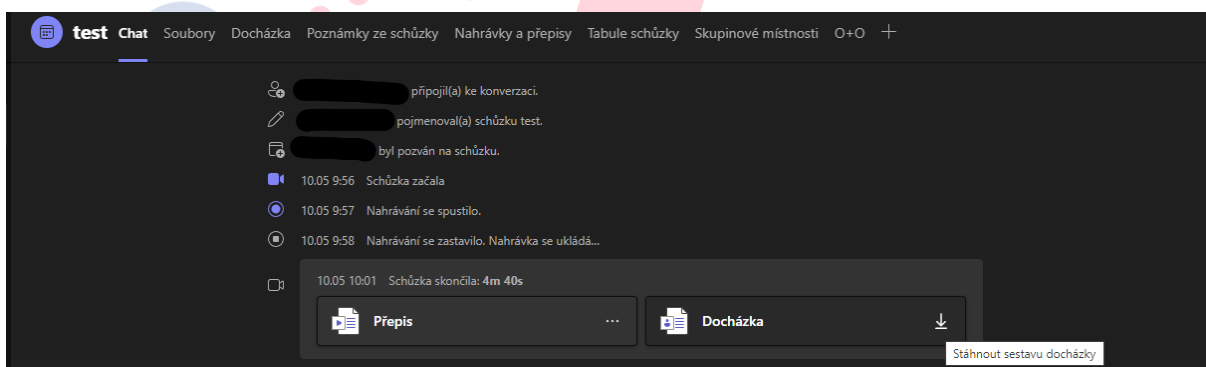 test Chat Soubory Docházka Poznámky ze schůzky Nahrávky a přepisy Tabule schůzky Skupinové místnosti O+O
připojil(a) ke konverzaci.
pojmenoval(a) schůzku test.
byl pozván na schůzku.
10.05 9:56 Schůzka začala
10.05 9:57 Nahrávání se spustilo.
10.05 9:58 Nahrávání se zastavilo. Nahrávka se ukládá...
10.05 10:01 Schůzka skončila: 4m 40s
Přepis ... Docházka
Stáhnout sestavu docházky